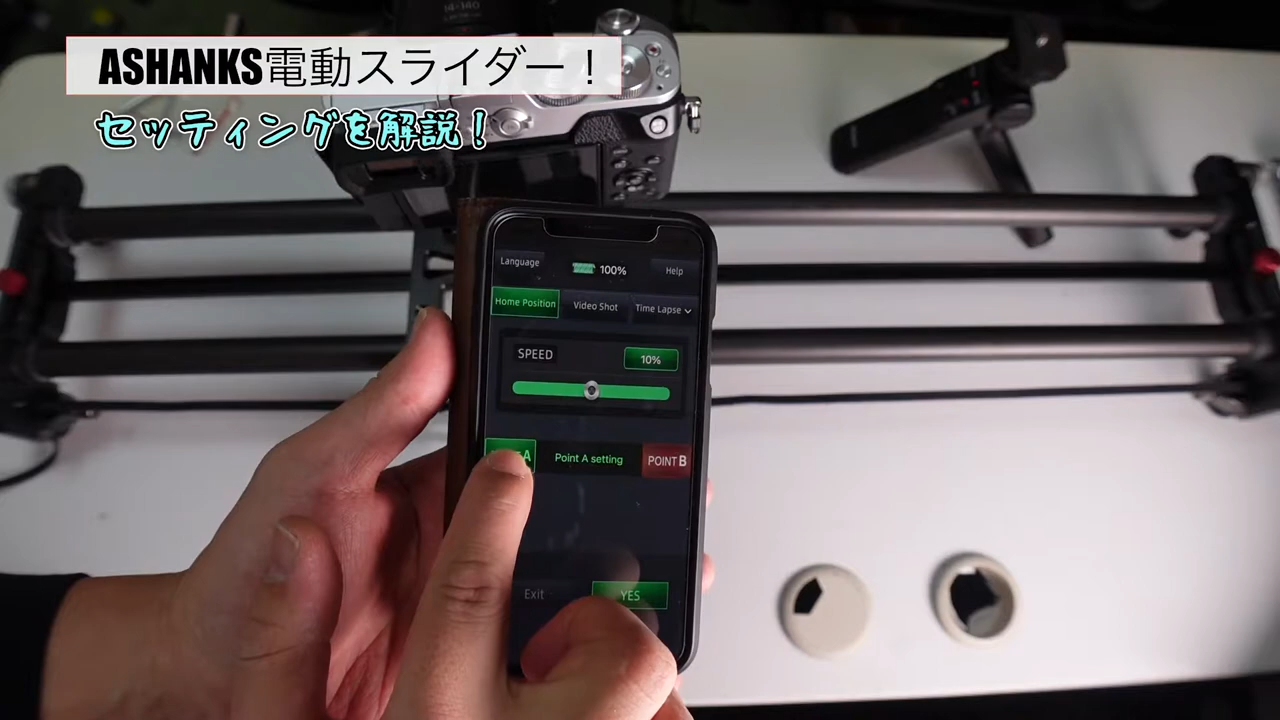 14-140
ASHANKS電動スライダー！
セッティングを解説！
Language
100%
Help
Home Position
Video Shot
Time Lapse
SPEED
10%
A
Point A setting
POINT B
Exit
YES